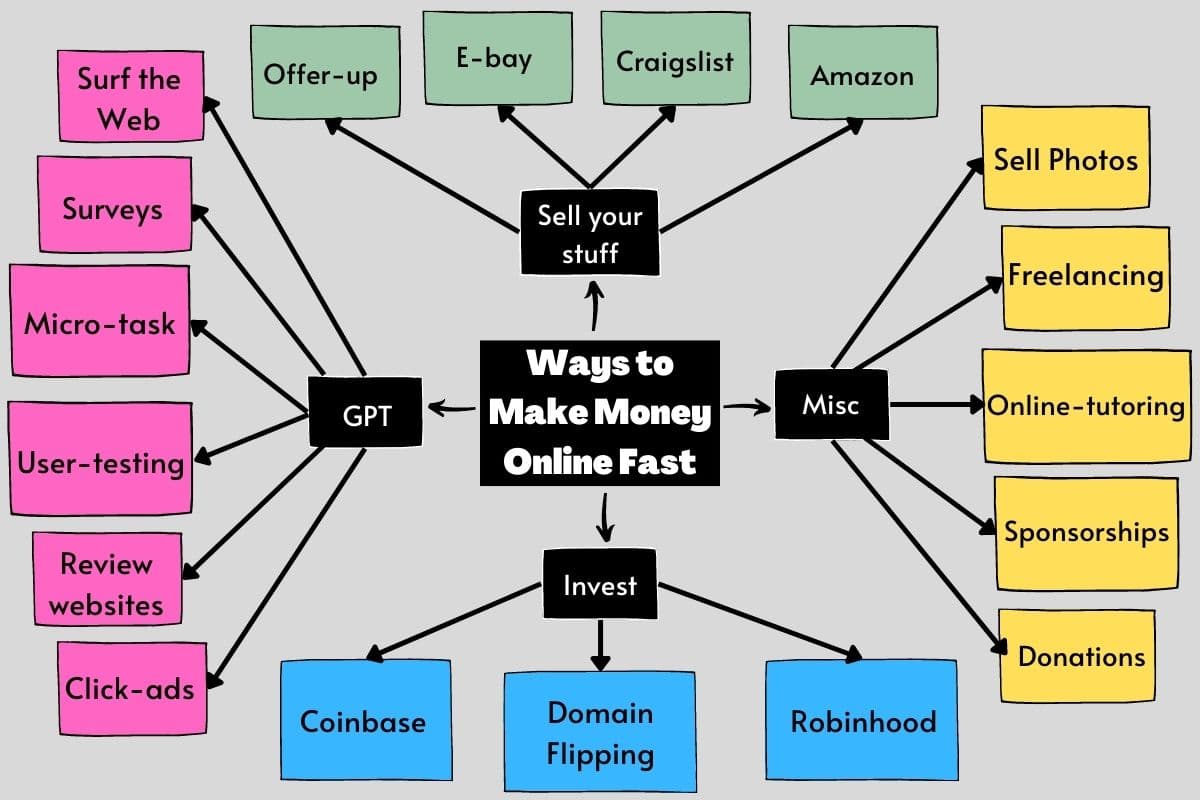 Ways to
Make Money
Online Fast
Sell your
stuff
Offer-up
E-bay
Craigslist
Amazon
GPT
Surf the
Web
Surveys
Micro-task
User-testing
Review
websites
Click-ads
Misc
Sell Photos
Freelancing
Online-tutoring
Sponsorships
Donations
Invest
Coinbase
Domain
Flipping
Robinhood